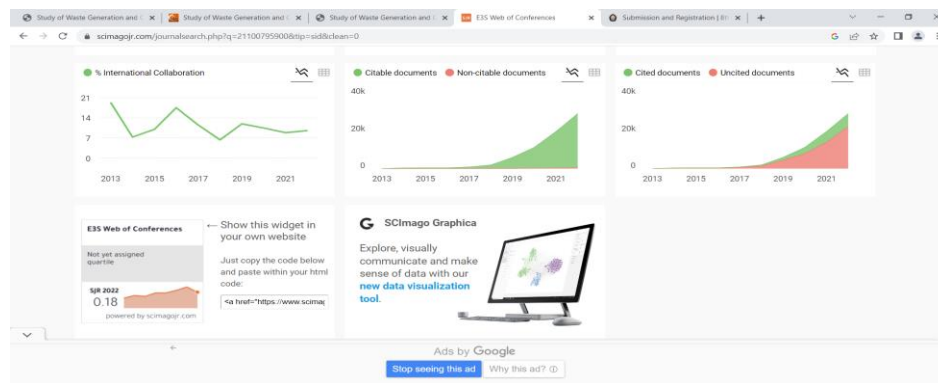 Study of Waste Generation and C
Study of Waste Generation and C
Study of Waste Generation and C
E3S Web of Conferences
Submission and Registration | 8t
scimagojr.com/journalsearch.php?q=21100795900&tip=sid&clean=0
% International Collaboration
21
14
7
0
2013 2015 2017 2019 2021
Citable documents Non-citable documents
40k
20k
0
2013 2015 2017 2019 2021
Cited documents Uncited documents
40k
20k
0
2013 2015 2017 2019 2021
E3S Web of Conferences
Not yet assigned
quartile
SJR 2022
0.18
powered by scimagojr.com
← Show this widget in
your own website
Just copy the code below
and paste within your html
code:
<a href="https://www.scimag
G SCImago Graphica
Explore, visually
communicate and make
sense of data with our
new data visualization
tool.
Ads by Google
Stop seeing this ad Why this ad?